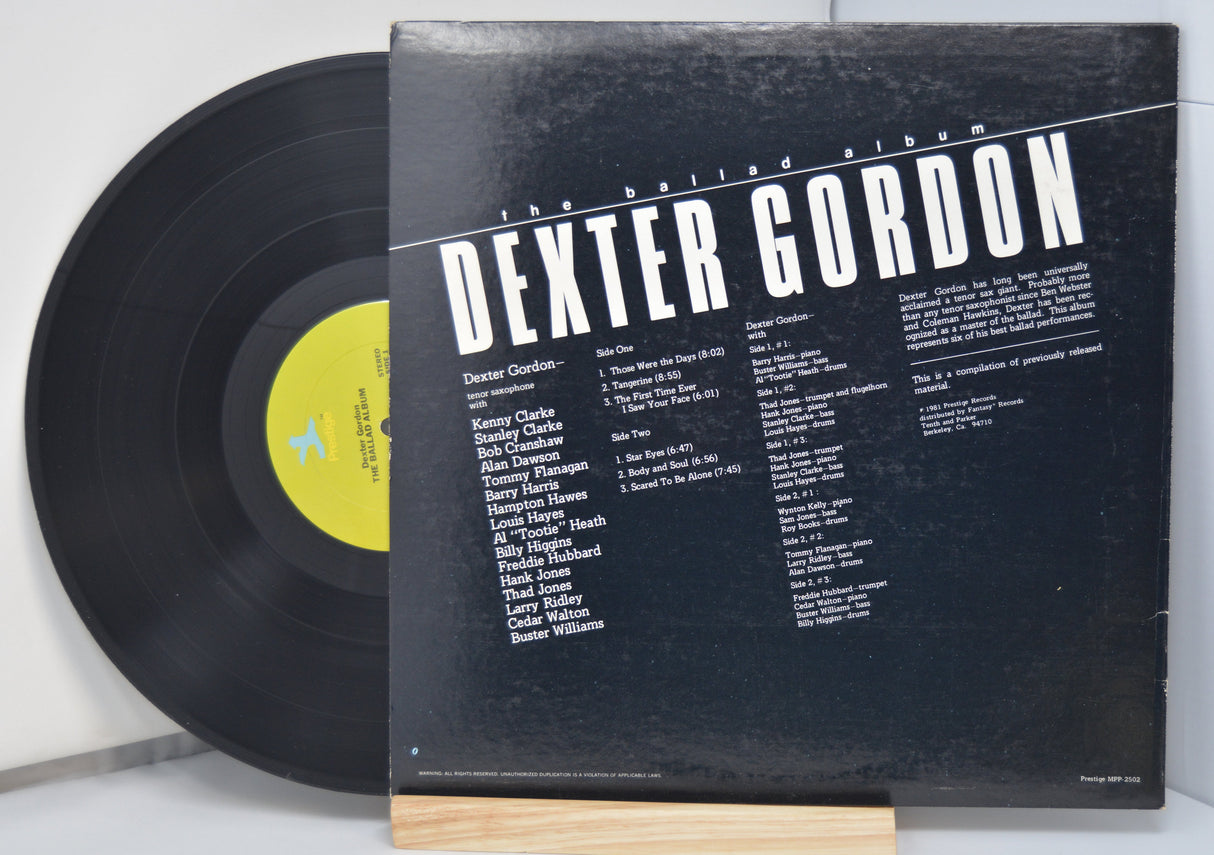 STEREO
SIDE 1
Dexter Gordon
THE BALLAD ALBUM
Prestige
the ballad album
DEXTER GORDON
Dexter Gordon—
tenor saxophone
with
Kenny Clarke
Stanley Clarke
Bob Cranshaw
Alan Dawson
Tommy Flanagan
Barry Harris
Hampton Hawes
Louis Hayes
Al "Tootie" Heath
Billy Higgins
Freddie Hubbard
Hank Jones
Thad Jones
Larry Ridley
Cedar Walton
Buster Williams
Side One
1. Those Were the Days (8:02)
2. Tangerine (8:55)
3. The First Time Ever
I Saw Your Face (6:01)
Side Two
1. Star Eyes (6:47)
2. Body and Soul (6:56)
3. Scared To Be Alone (7:45)
Dexter Gordon—
with
Side 1, #1:
Barry Harris—piano
Buster Williams—bass
Al "Tootie" Heath—drums
Side 1, #2:
Thad Jones—trumpet and flugelhorn
Hank Jones—piano
Stanley Clarke—bass
Louis Hayes—drums
Side 1, #3:
Thad Jones—trumpet
Hank Jones—piano
Stanley Clarke—bass
Louis Hayes—drums
Side 2, #1:
Wynton Kelly—piano
Sam Jones—bass
Roy Books—drums
Side 2, #2:
Tommy Flanagan—piano
Larry Ridley—bass
Alan Dawson—drums
Side 2, #3:
Freddie Hubbard—trumpet
Cedar Walton—piano
Buster Williams—bass
Billy Higgins—drums
Dexter Gordon has long been universally
acclaimed a tenor sax giant. Probably more
than any tenor saxophonist since Ben Webster
and Coleman Hawkins, Dexter has been rec-
ognized as a master of the ballad. This album
represents six of his best ballad performances.
This is a compilation of previously released
material.
℗ 1981 Prestige Records
distributed by Fantasy® Records
Tenth and Parker
Berkeley, Ca. 94710
0
WARNING: ALL RIGHTS RESERVED. UNAUTHORIZED DUPLICATION IS A VIOLATION OF APPLICABLE LAWS.
Prestige MPP-2502